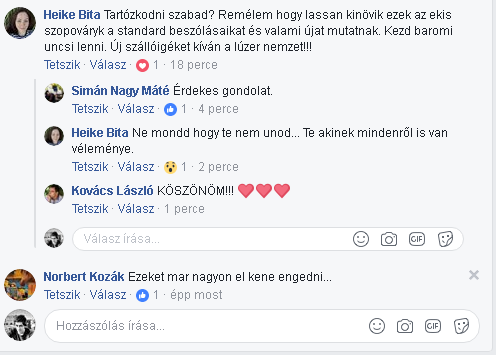 Heike Bita Tartózkodni szabad? Remélem hogy lassan kinövik ezek az ekis
szopováryk a standard beszólásaikat és valami újat mutatnak. Kezd baromi
uncsi lenni. Új szállóigéket kíván a lúzer nemzet!!!
Tetszik · Válasz · 1 · 18 perce
Simán Nagy Máté Érdekes gondolat.
Tetszik · Válasz · 1 · 4 perce
Heike Bita Ne mondd hogy te nem unod... Te akinek mindenről is van
véleménye.
Tetszik · Válasz · 1 · 2 perce
Kovács László KÖSZÖNÖM!!! ❤❤❤
Tetszik · Válasz · 1 perce
Válasz írása...
GIF
Norbert Kozák Ezeket mar nagyon el kene engedni...
Tetszik · Válasz · 1 · épp most
Hozzászólás írása...
GIF